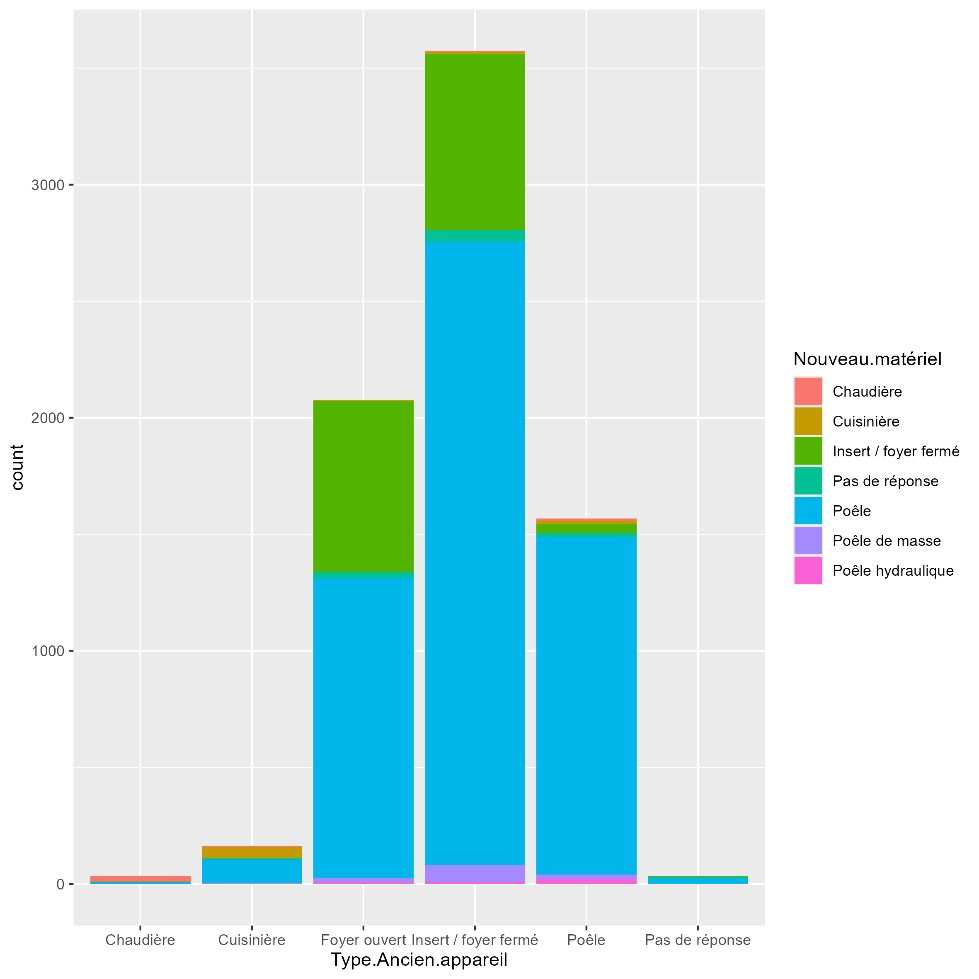 3000
2000
1000
0
count
Chaudière
Cuisinière
Foyer ouvert
Insert / foyer fermé
Poêle
Pas de réponse
Type.Ancien.appareil
Nouveau.matériel
Chaudière
Cuisinière
Insert / foyer fermé
Pas de réponse
Poêle
Poêle de masse
Poêle hydraulique